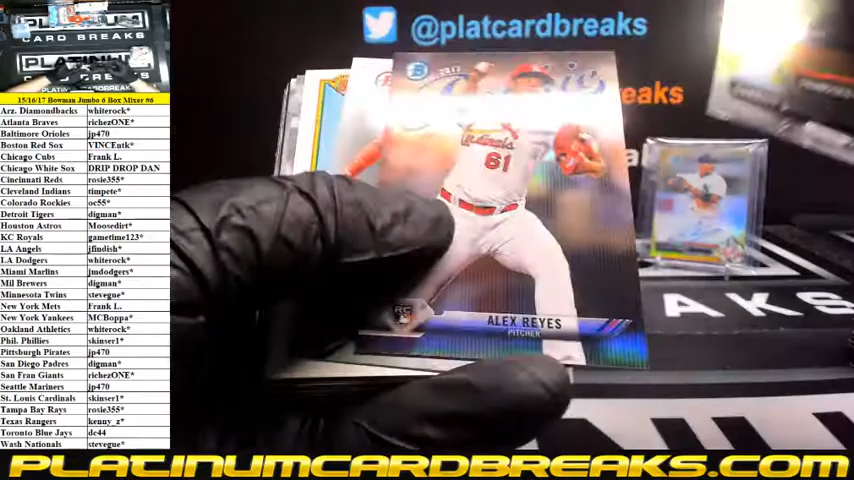 CARD BREAKS
PLATINUM
15/16/17 Bowman Jumbo 6 Box Mixer #6
Arz. Diamondbacks whiterock*
Atlanta Braves richezONE*
Baltimore Orioles jp470
Boston Red Sox VINCEntk*
Chicago Cubs Frank L.
Chicago White Sox DRIP DROP DAN
Cincinnati Reds rosie355*
Cleveland Indians timpete*
Colorado Rockies oc55*
Detroit Tigers digman*
Houston Astros Moosedirt*
KC Royals gametime123*
LA Angels jfindish*
LA Dodgers whiterock*
Miami Marlins jmdodgers*
Mil Brewers digman*
Minnesota Twins stevegue*
New York Mets Frank L.
New York Yankees MCBoppa*
Oakland Athletics whiterock*
Phil. Phillies skinser1*
Pittsburgh Pirates jp470
San Diego Padres digman*
San Fran Giants richezONE*
Seattle Mariners jp470
St. Louis Cardinals skinser1*
Tampa Bay Rays rosie355*
Texas Rangers kenny_z*
Toronto Blue Jays dc44
Wash Nationals stevegue*
@platcardbreaks
eaks
2017
Cardinals
61
RC
ALEX REYES
PITCHER
AKS
PLATINUMCARDBREAKS.COM